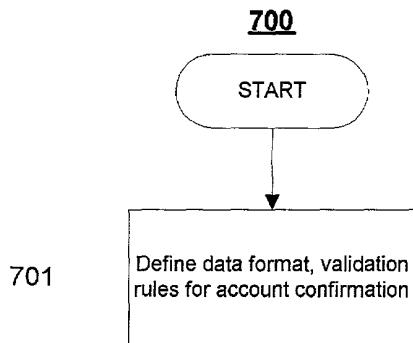 700
START
701
Define data format, validation
rules for account confirmation